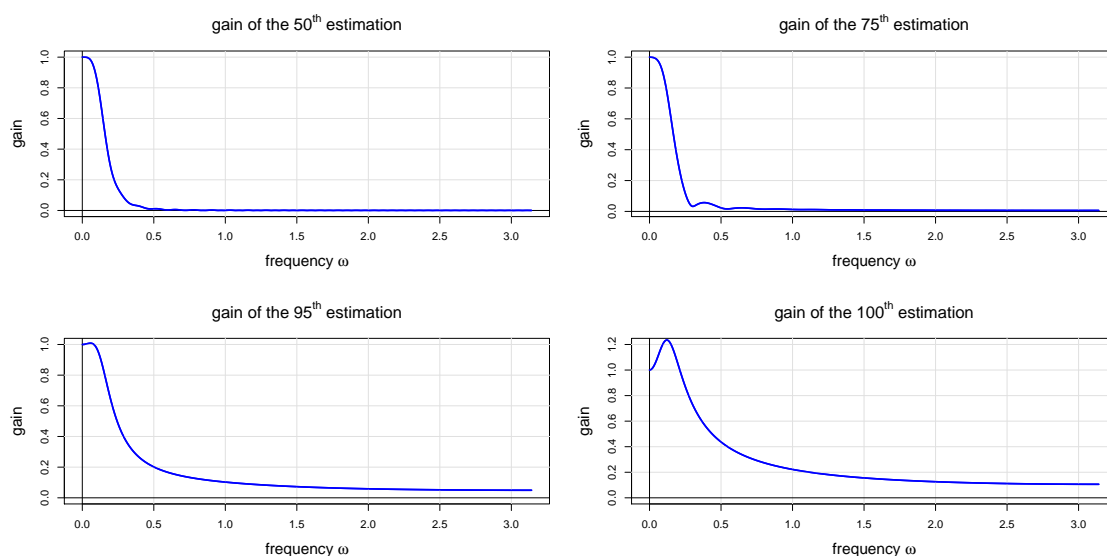 gain of the 50th estimation
gain
0.0 0.2 0.4 0.6 0.8 1.0
0.0 0.5 1.0 1.5 2.0 2.5 3.0
frequency ω
gain of the 75th estimation
gain
0.0 0.2 0.4 0.6 0.8 1.0
0.0 0.5 1.0 1.5 2.0 2.5 3.0
frequency ω
gain of the 95th estimation
gain
0.0 0.2 0.4 0.6 0.8 1.0
0.0 0.5 1.0 1.5 2.0 2.5 3.0
frequency ω
gain of the 100th estimation
gain
0.0 0.2 0.4 0.6 0.8 1.0 1.2
0.0 0.5 1.0 1.5 2.0 2.5 3.0
frequency ω